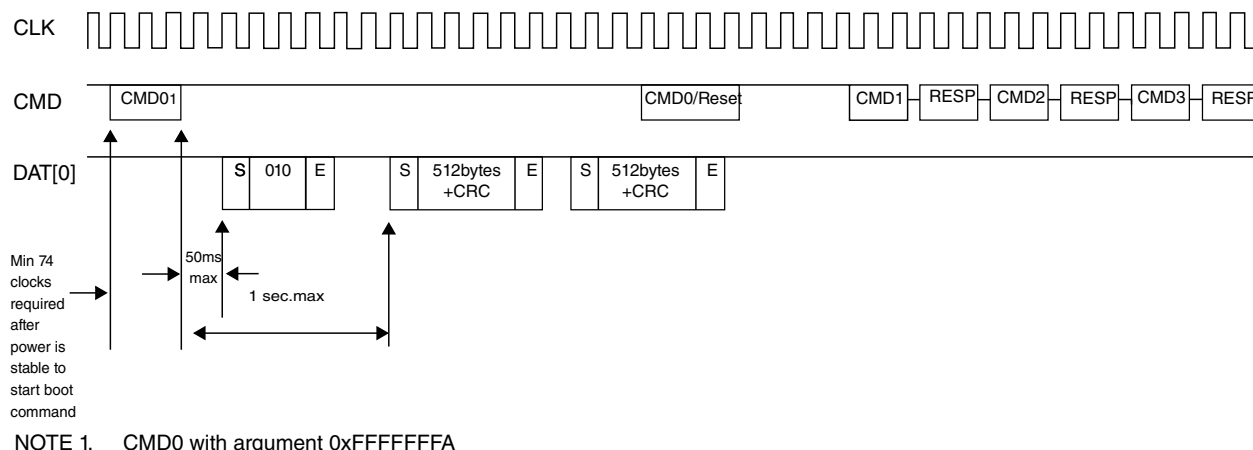 CLK
CMD
CMD01
CMD0/Reset
CMD1
RESP
CMD2
RESP
CMD3
RESP
DAT[0]
S
010
E
S
512bytes
+CRC
E
S
512bytes
+CRC
E
50ms
max
1 sec.max
Min 74
clocks
required
after
power is
stable to
start boot
command
NOTE 1. CMD0 with argument 0xFFFFFFFA